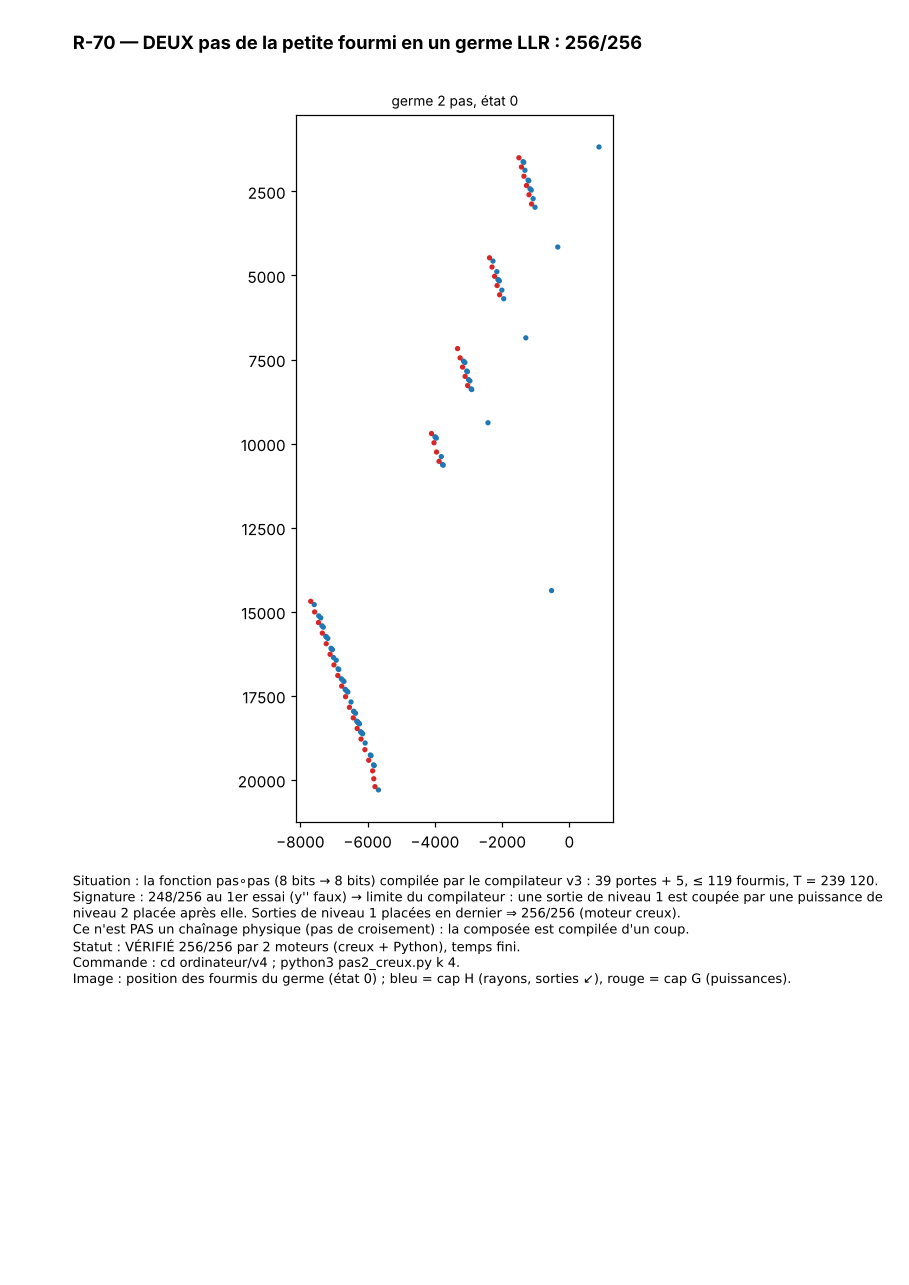 R-70 — DEUX pas de la petite fourmi en un germe LLR : 256/256
germe 2 pas, état 0
2500
5000
7500
10000
12500
15000
17500
20000
−8000 −6000 −4000 −2000 0
Situation : la fonction pas∘pas (8 bits → 8 bits) compilée par le compilateur v3 : 39 portes + 5, ≤ 119 fourmis, T = 239 120.
Signature : 248/256 au 1er essai (y'' faux) → limite du compilateur : une sortie de niveau 1 est coupée par une puissance de
niveau 2 placée après elle. Sorties de niveau 1 placées en dernier ⇒ 256/256 (moteur creux).
Ce n'est PAS un chaînage physique (pas de croisement) : la composée est compilée d'un coup.
Statut : VÉRIFIÉ 256/256 par 2 moteurs (creux + Python), temps fini.
Commande : cd ordinateur/v4 ; python3 pas2_creux.py k 4.
Image : position des fourmis du germe (état 0) ; bleu = cap H (rayons, sorties ↙), rouge = cap G (puissances).